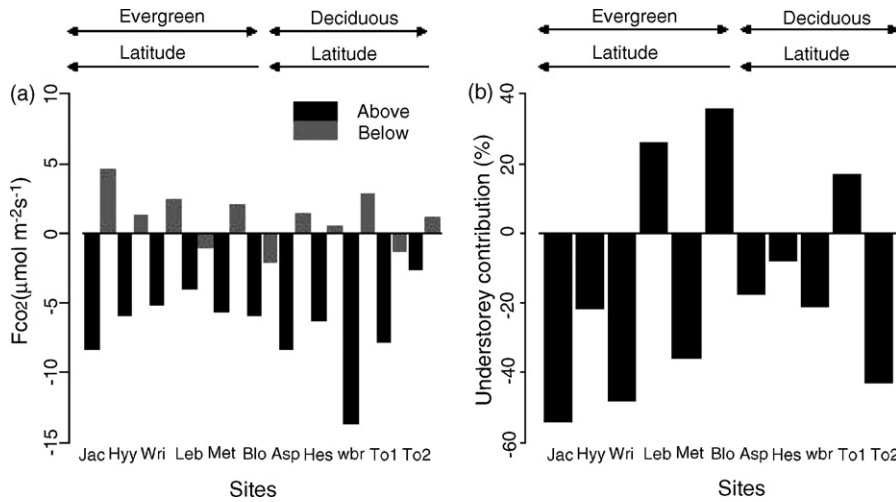 Evergreen Deciduous
Latitude Latitude
(a)
Above
Below
10
5
0
-5
-10
-15
Fco2(μmol m-2s-1)
Jac Hyy Wri Leb Met Blo Asp Hes wbr To1 To2
Sites
Evergreen Deciduous
Latitude Latitude
(b)
40
20
0
-20
-40
-60
Understorey contribution (%)
Jac Hyy Wri Leb Met Blo Asp Hes wbr To1 To2
Sites